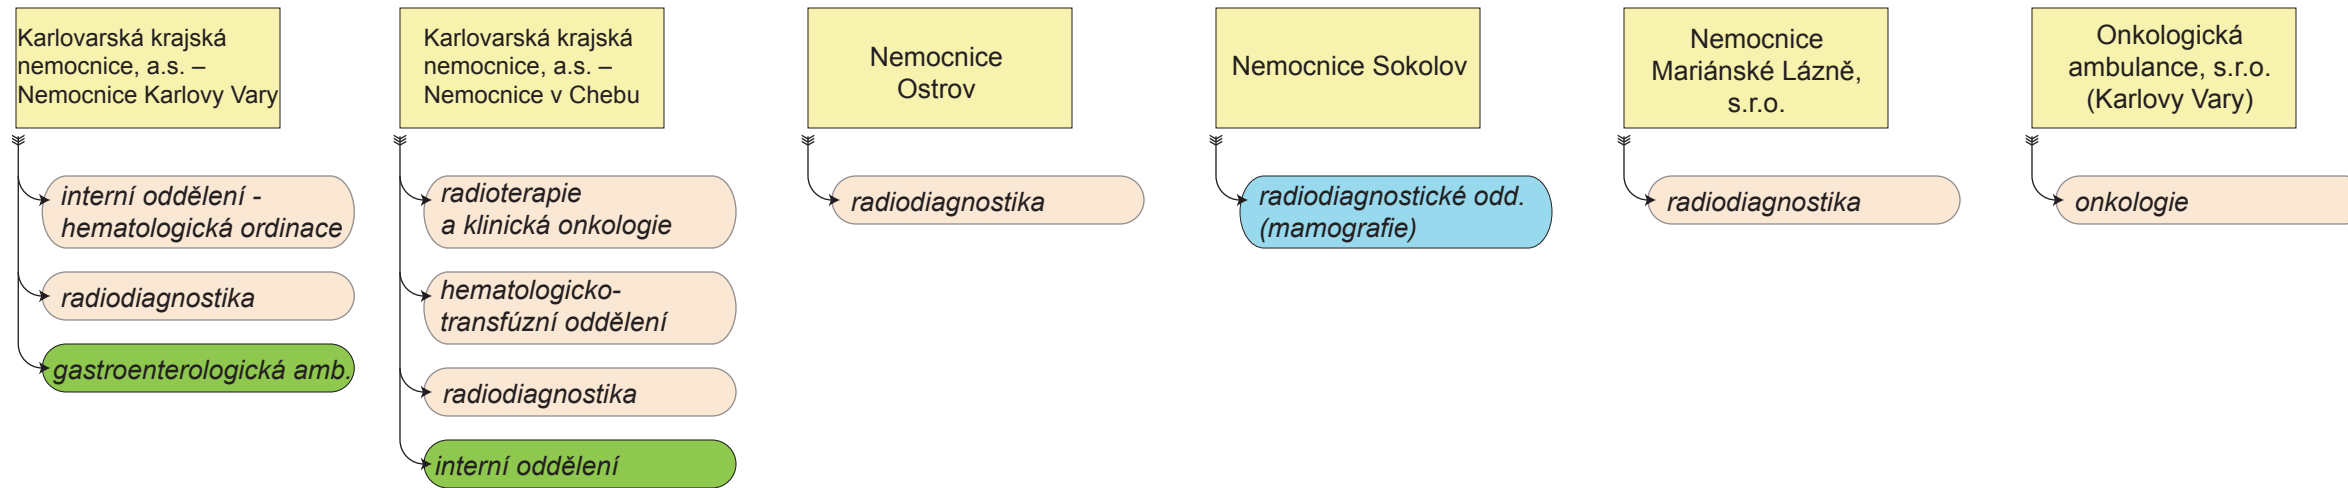 Karlovarská krajská
nemocnice, a.s. –
Nemocnice Karlovy Vary
interní oddělení -
hematologická ordinace
radiodiagnostika
gastroenterologická amb.
Karlovarská krajská
nemocnice, a.s. –
Nemocnice v Chebu
radioterapie
a klinická onkologie
hematologicko-
transfúzní oddělení
radiodiagnostika
interní oddělení
Nemocnice
Ostrov
radiodiagnostika
Nemocnice Sokolov
radiodiagnostické odd.
(mamografie)
Nemocnice
Mariánské Lázně,
s.r.o.
radiodiagnostika
Onkologická
ambulance, s.r.o.
(Karlovy Vary)
onkologie